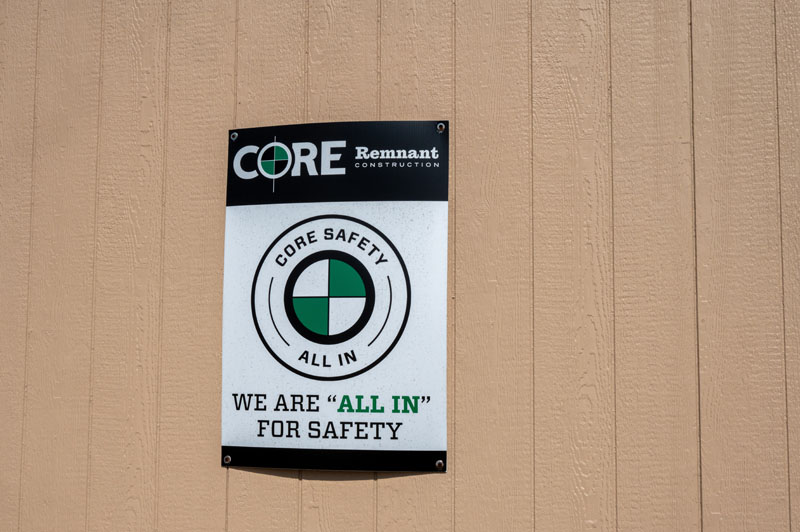 CORE Remnant
CONSTRUCTION
CORE SAFETY
ALL IN
WE ARE “ALL IN”
FOR SAFETY